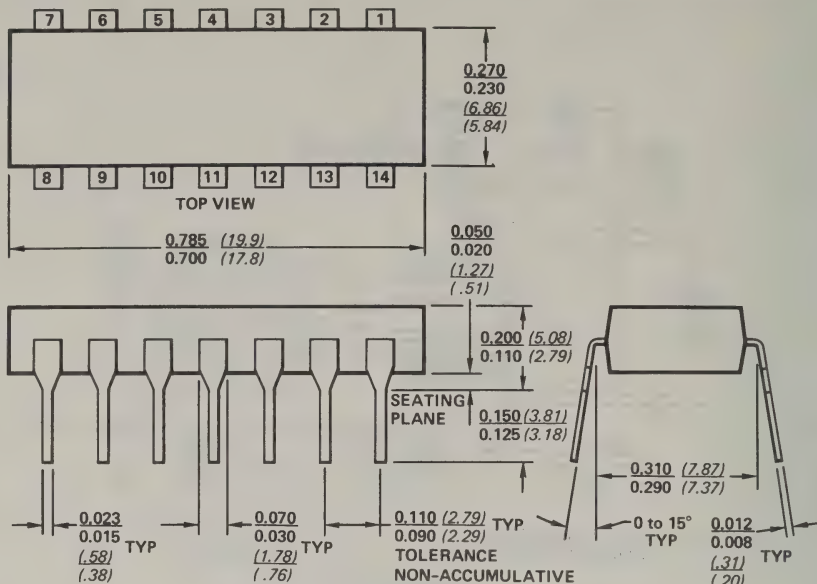 7 6 5 4 3 2 1
0.270
0.230
(6.86)
(5.84)
8 9 10 11 12 13 14
TOP VIEW
0.785 (19.9)
0.700 (17.8)
0.050
0.020
(1.27)
(.51)
0.200 (5.08)
0.110 (2.79)
SEATING
PLANE
0.150 (3.81)
0.125 (3.18)
0.310 (7.87)
0.290 (7.37)
0.023
0.015 TYP
(.58)
(.38)
0.070
0.030 TYP
(1.78)
(.76)
0.110 (2.79) TYP
0.090 (2.29)
TOLERANCE
NON-ACCUMULATIVE
0 to 15°
TYP
0.012
0.008 TYP
(.31)
(.20)